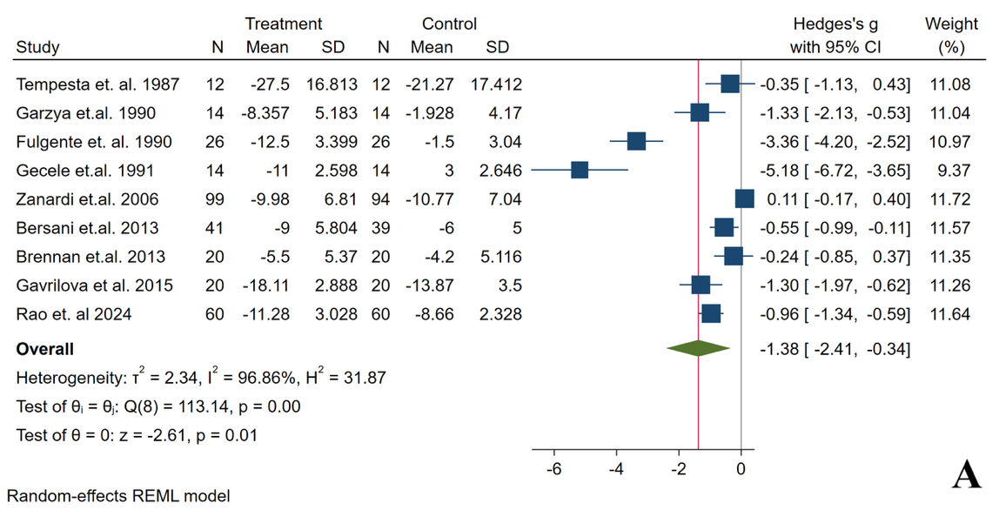 Treatment Control Hedges's g Weight
Study N Mean SD N Mean SD with 95% CI (%)
Tempesta et. al. 1987 12 -27.5 16.813 12 -21.27 17.412 -0.35 [ -1.13, 0.43] 11.08
Garzya et.al. 1990 14 -8.357 5.183 14 -1.928 4.17 -1.33 [ -2.13, -0.53] 11.04
Fulgente et. al. 1990 26 -12.5 3.399 26 -1.5 3.04 -3.36 [ -4.20, -2.52] 10.97
Gecele et.al. 1991 14 -11 2.598 14 3 2.646 -5.18 [ -6.72, -3.65] 9.37
Zanardi et.al. 2006 99 -9.98 6.81 94 -10.77 7.04 0.11 [ -0.17, 0.40] 11.72
Bersani et.al. 2013 41 -9 5.804 39 -6 5 -0.55 [ -0.99, -0.11] 11.57
Brennan et.al. 2013 20 -5.5 5.37 20 -4.2 5.116 -0.24 [ -0.85, 0.37] 11.35
Gavrilova et al. 2015 20 -18.11 2.888 20 -13.87 3.5 -1.30 [ -1.97, -0.62] 11.26
Rao et. al 2024 60 -11.28 3.028 60 -8.66 2.328 -0.96 [ -1.34, -0.59] 11.64
Overall -1.38 [ -2.41, -0.34]
Heterogeneity: τ² = 2.34, I² = 96.86%, H² = 31.87
Test of θᵢ = θⱼ: Q(8) = 113.14, p = 0.00
Test of θ = 0: z = -2.61, p = 0.01
-6 -4 -2 0
A
Random-effects REML model